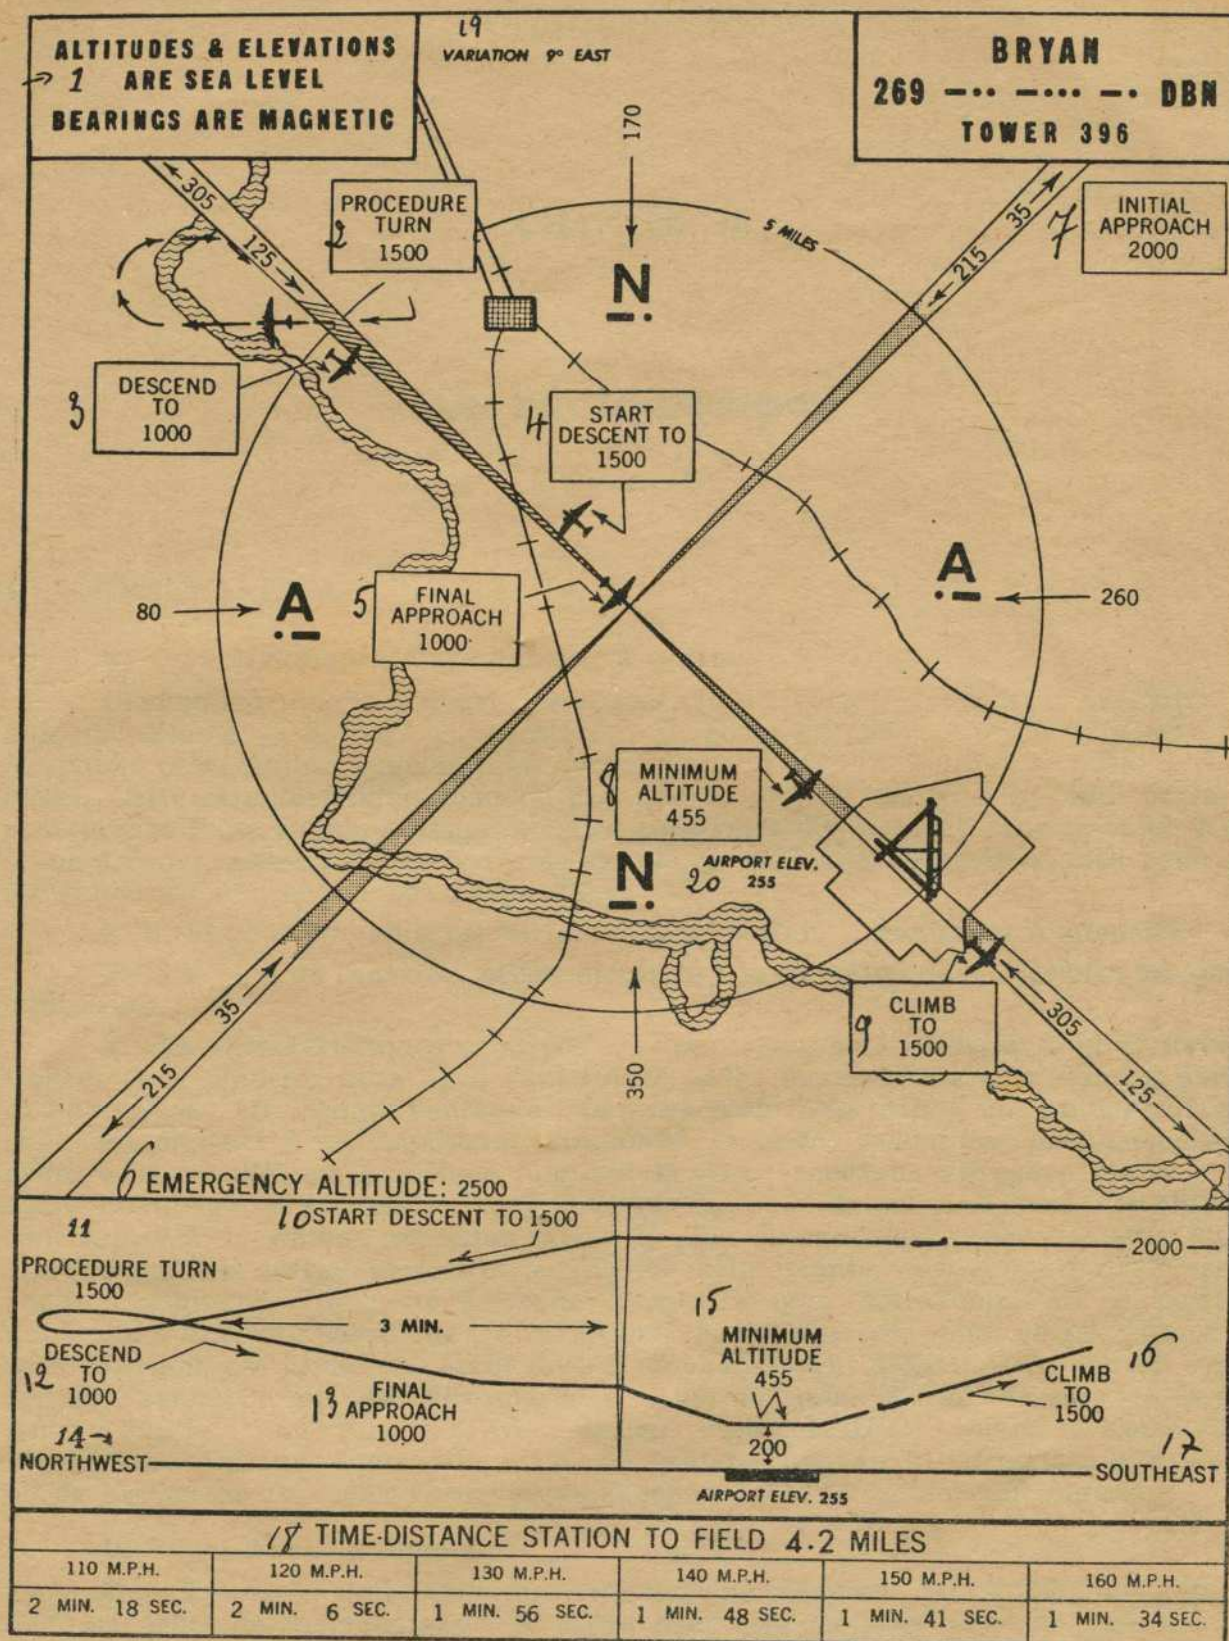 ALTITUDES & ELEVATIONS
→ 1 ARE SEA LEVEL
BEARINGS ARE MAGNETIC
19
VARIATION 9° EAST
BRYAN
269 —·· —··· —· DBN
TOWER 396
170
305
125
2 PROCEDURE
TURN
1500
5 MILES
35
215
7 INITIAL
APPROACH
2000
N
—·
3 DESCEND
TO
1000
4 START
DESCENT TO
1500
80
A
·—
5 FINAL
APPROACH
1000
A
·—
260
8 MINIMUM
ALTITUDE
455
N
—·
20 AIRPORT ELEV.
255
35
215
350
9 CLIMB
TO
1500
305
125
6 EMERGENCY ALTITUDE: 2500
10 START DESCENT TO 1500
11
PROCEDURE TURN
1500
2000
3 MIN.
12 DESCEND
TO
1000
13 FINAL
APPROACH
1000
15
MINIMUM
ALTITUDE
455
16
CLIMB
TO
1500
200
14→
NORTHWEST
17
SOUTHEAST
AIRPORT ELEV. 255
18 TIME-DISTANCE STATION TO FIELD 4.2 MILES
110 M.P.H. 120 M.P.H. 130 M.P.H. 140 M.P.H. 150 M.P.H. 160 M.P.H.
2 MIN. 18 SEC. 2 MIN. 6 SEC. 1 MIN. 56 SEC. 1 MIN. 48 SEC. 1 MIN. 41 SEC. 1 MIN. 34 SEC.